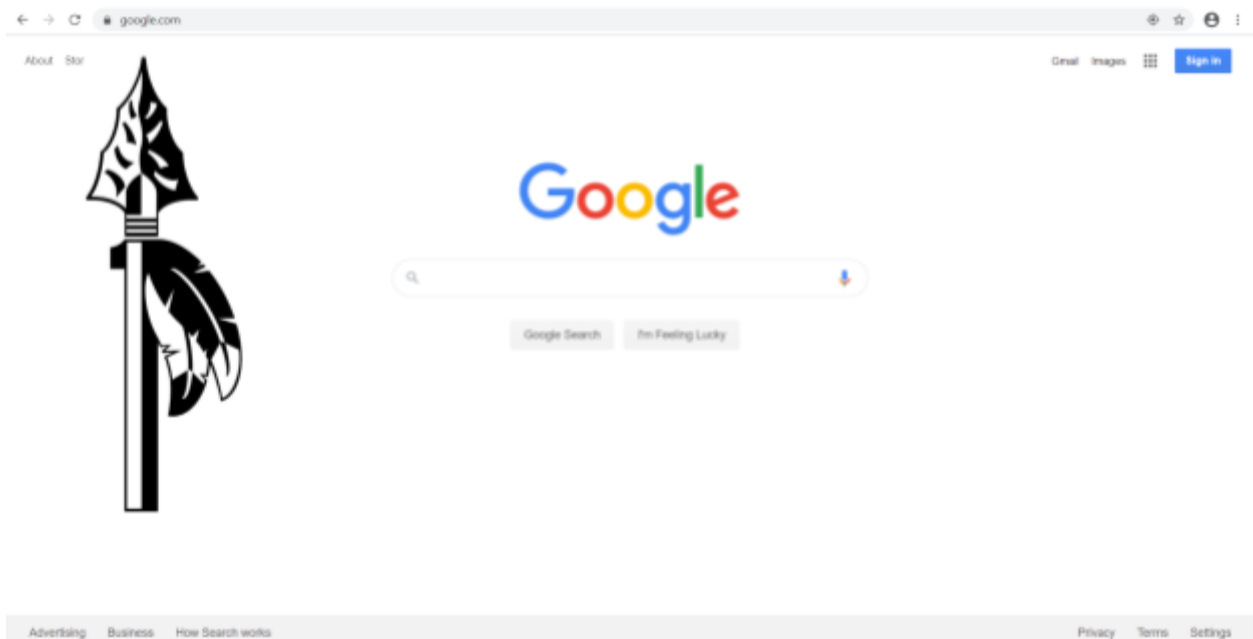 google.com
About Stor
Gmail Images Sign in
Google
Google Search I'm Feeling Lucky
Advertising Business How Search works
Privacy Terms Settings